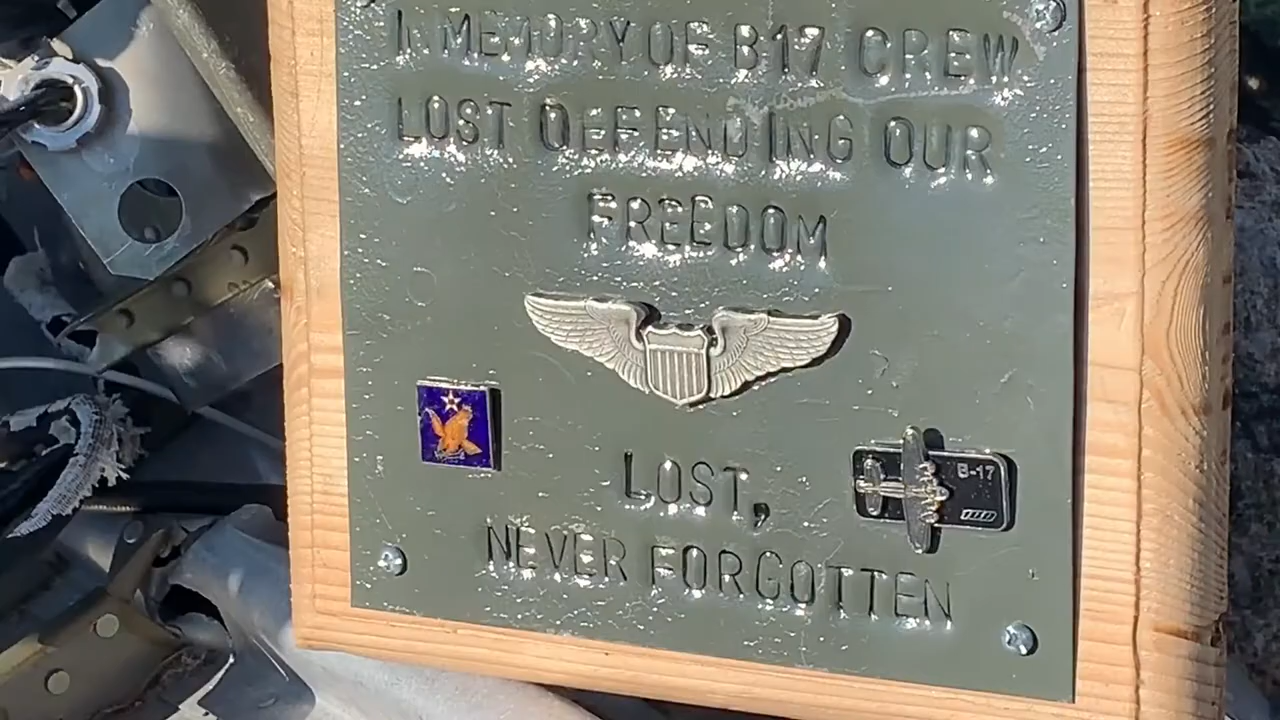 IN MEMORY OF B17 CREW
LOST DEFENDING OUR
FREEDOM
B-17
LOST,
NEVER FORGOTTEN